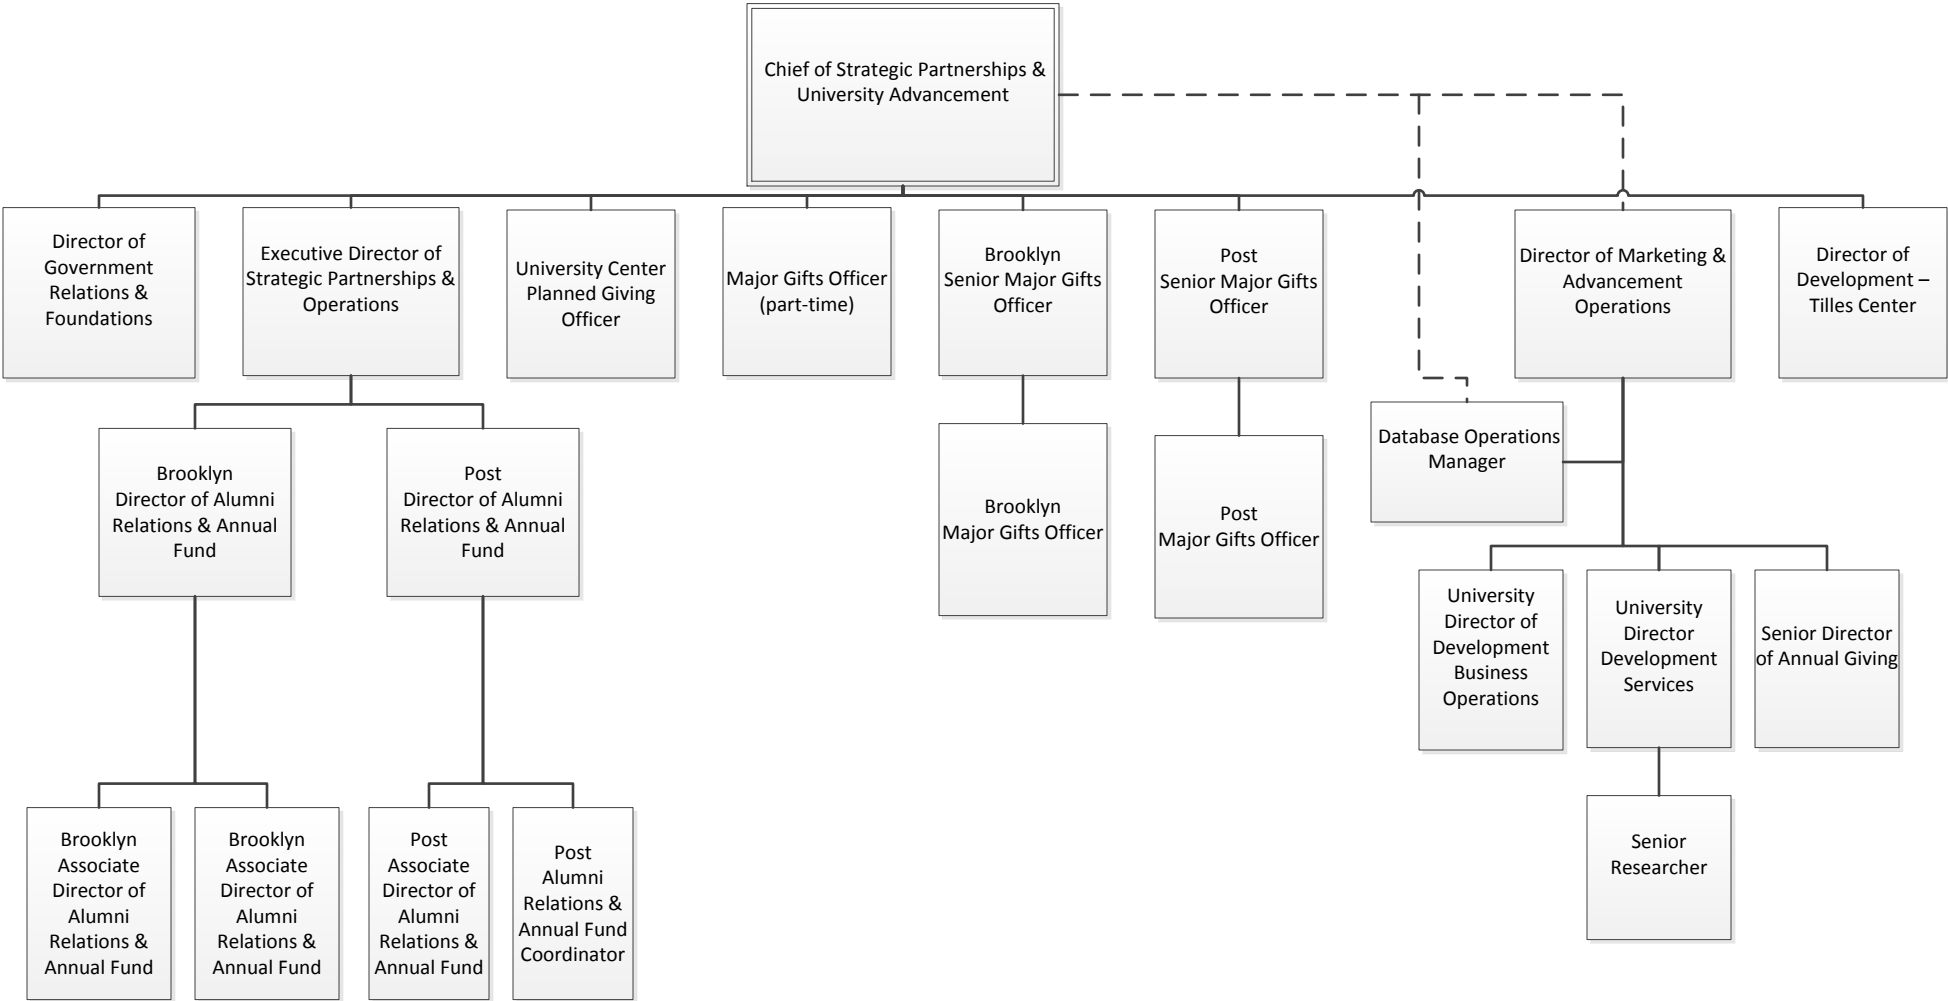 Chief of Strategic Partnerships &
University Advancement
Director of
Government
Relations &
Foundations
Executive Director of
Strategic Partnerships &
Operations
University Center
Planned Giving
Officer
Major Gifts Officer
(part-time)
Brooklyn
Senior Major Gifts
Officer
Post
Senior Major Gifts
Officer
Director of Marketing &
Advancement
Operations
Director of
Development –
Tilles Center
Database Operations
Manager
Brooklyn
Director of Alumni
Relations & Annual
Fund
Post
Director of Alumni
Relations & Annual
Fund
Brooklyn
Major Gifts Officer
Post
Major Gifts Officer
University
Director of
Development
Business
Operations
University
Director
Development
Services
Senior Director
of Annual Giving
Brooklyn
Associate
Director of
Alumni
Relations &
Annual Fund
Brooklyn
Associate
Director of
Alumni
Relations &
Annual Fund
Post
Associate
Director of
Alumni
Relations &
Annual Fund
Post
Alumni
Relations &
Annual Fund
Coordinator
Senior
Researcher